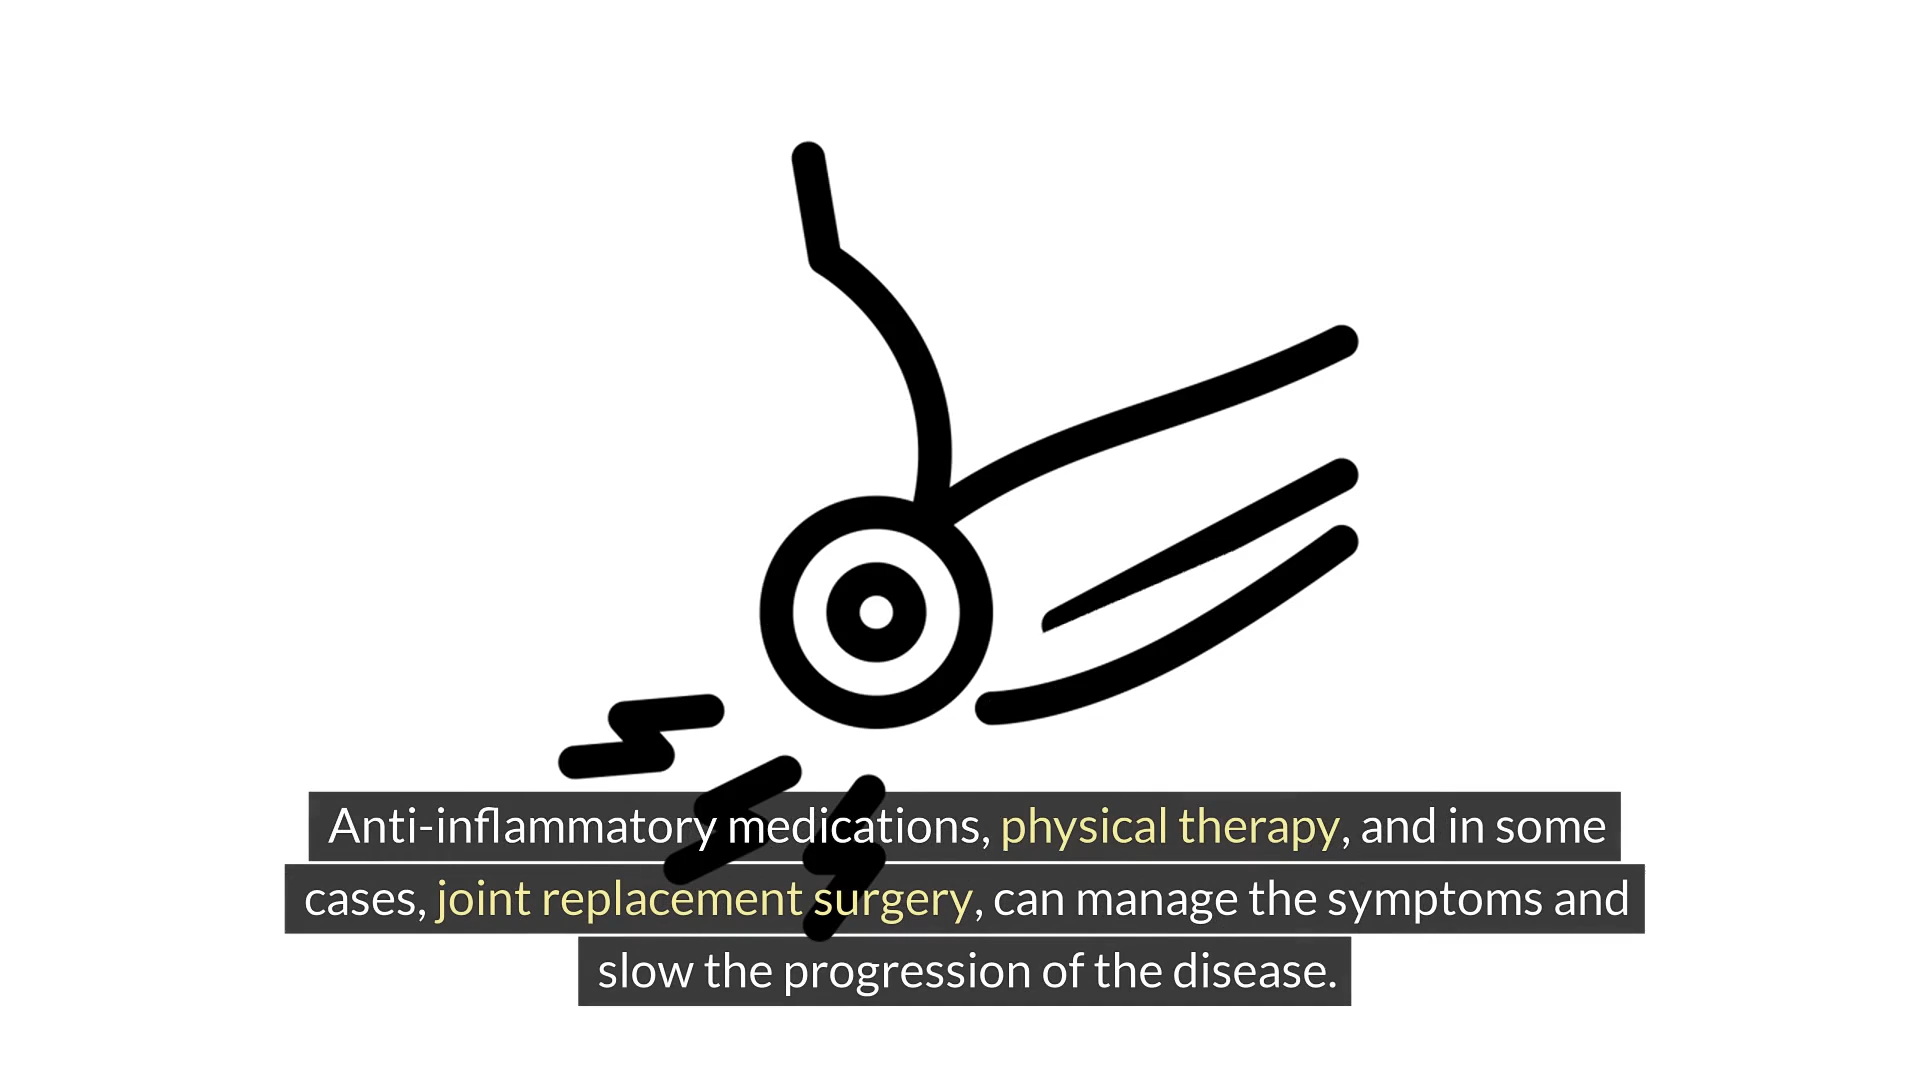 Anti-inflammatory medications, physical therapy, and in some
cases, joint replacement surgery, can manage the symptoms and
slow the progression of the disease.